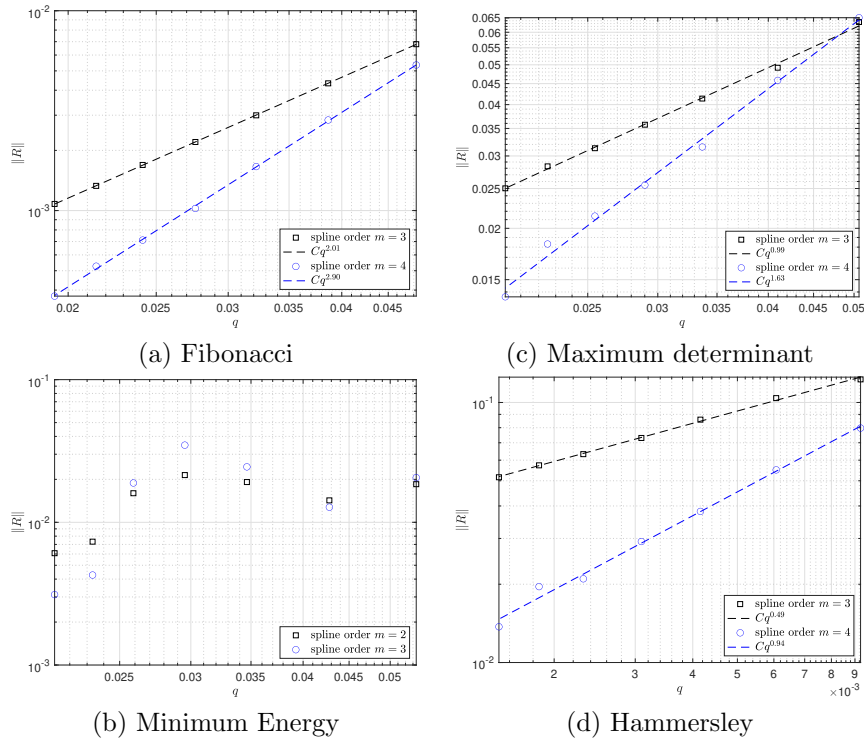 10^{-2}
10^{-3}
‖R‖
0.02 0.025 0.03 0.035 0.04 0.045
q
spline order m = 3
Cq^{2.01}
spline order m = 4
Cq^{2.90}
(a) Fibonacci
0.065
0.06
0.055
0.05
0.045
0.04
0.035
0.03
0.025
0.02
0.015
‖R‖
0.025 0.03 0.035 0.04 0.045 0.05
q
spline order m = 3
Cq^{0.99}
spline order m = 4
Cq^{1.63}
(c) Maximum determinant
10^{-1}
10^{-2}
10^{-3}
‖R‖
0.025 0.03 0.035 0.04 0.045 0.05
q
spline order m = 2
spline order m = 3
(b) Minimum Energy
10^{-1}
10^{-2}
‖R‖
2 3 4 5 6 7 8 9
×10^{-3}
q
spline order m = 3
Cq^{0.49}
spline order m = 4
Cq^{0.94}
(d) Hammersley